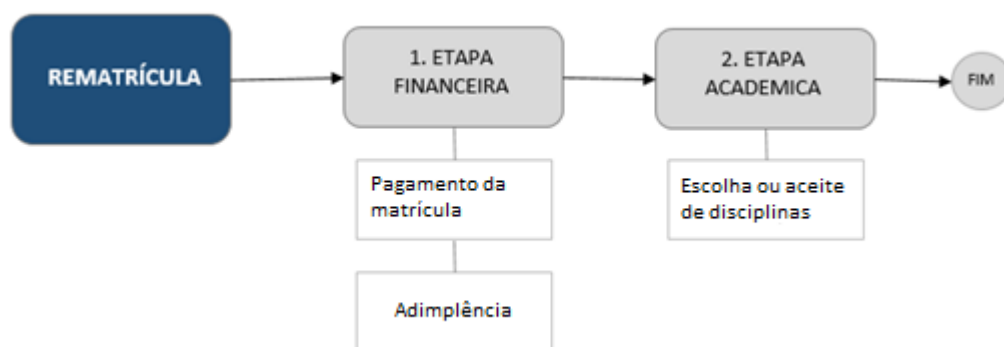 REMATRÍCULA
1. ETAPA
FINANCEIRA
2. ETAPA
ACADEMICA
FIM
Pagamento da
matrícula
Escolha ou aceite
de disciplinas
Adimplência